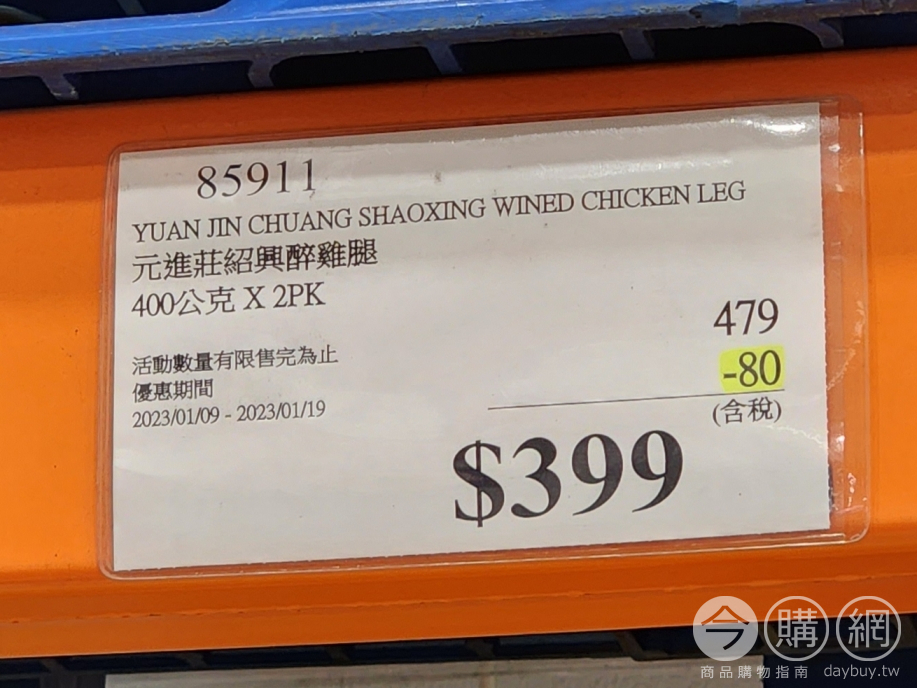 85911
YUAN JIN CHUANG SHAOXING WINED CHICKEN LEG
元進莊紹興醉雞腿
400公克 X 2PK
479
活動數量有限售完為止
-80
優惠期間
2023/01/09 - 2023/01/19
(含稅)
$399
今購網
商品購物指南 daybuy.tw